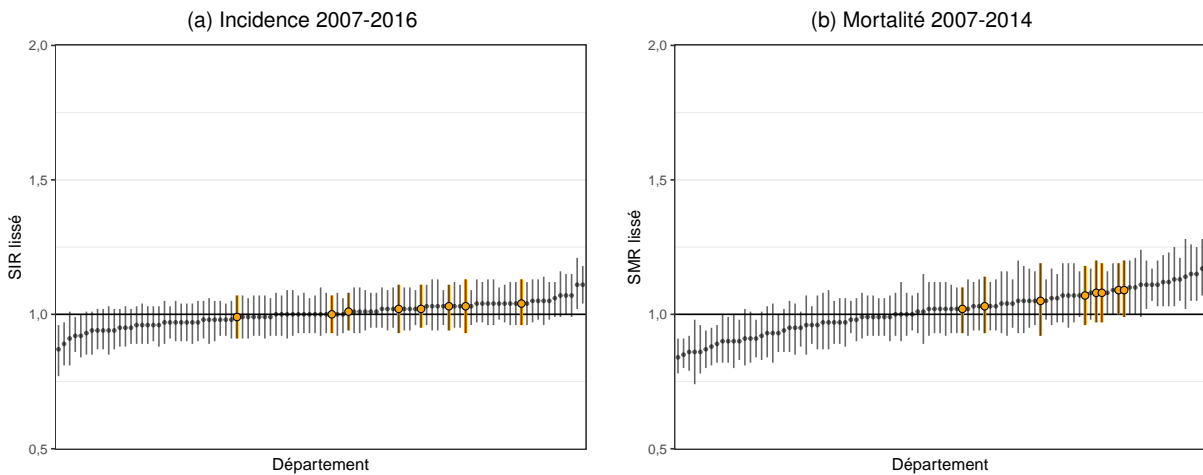 (a) Incidence 2007-2016
2,0
1,5
1,0
0,5
SIR lissé
Département
(b) Mortalité 2007-2014
2,0
1,5
1,0
0,5
SMR lissé
Département